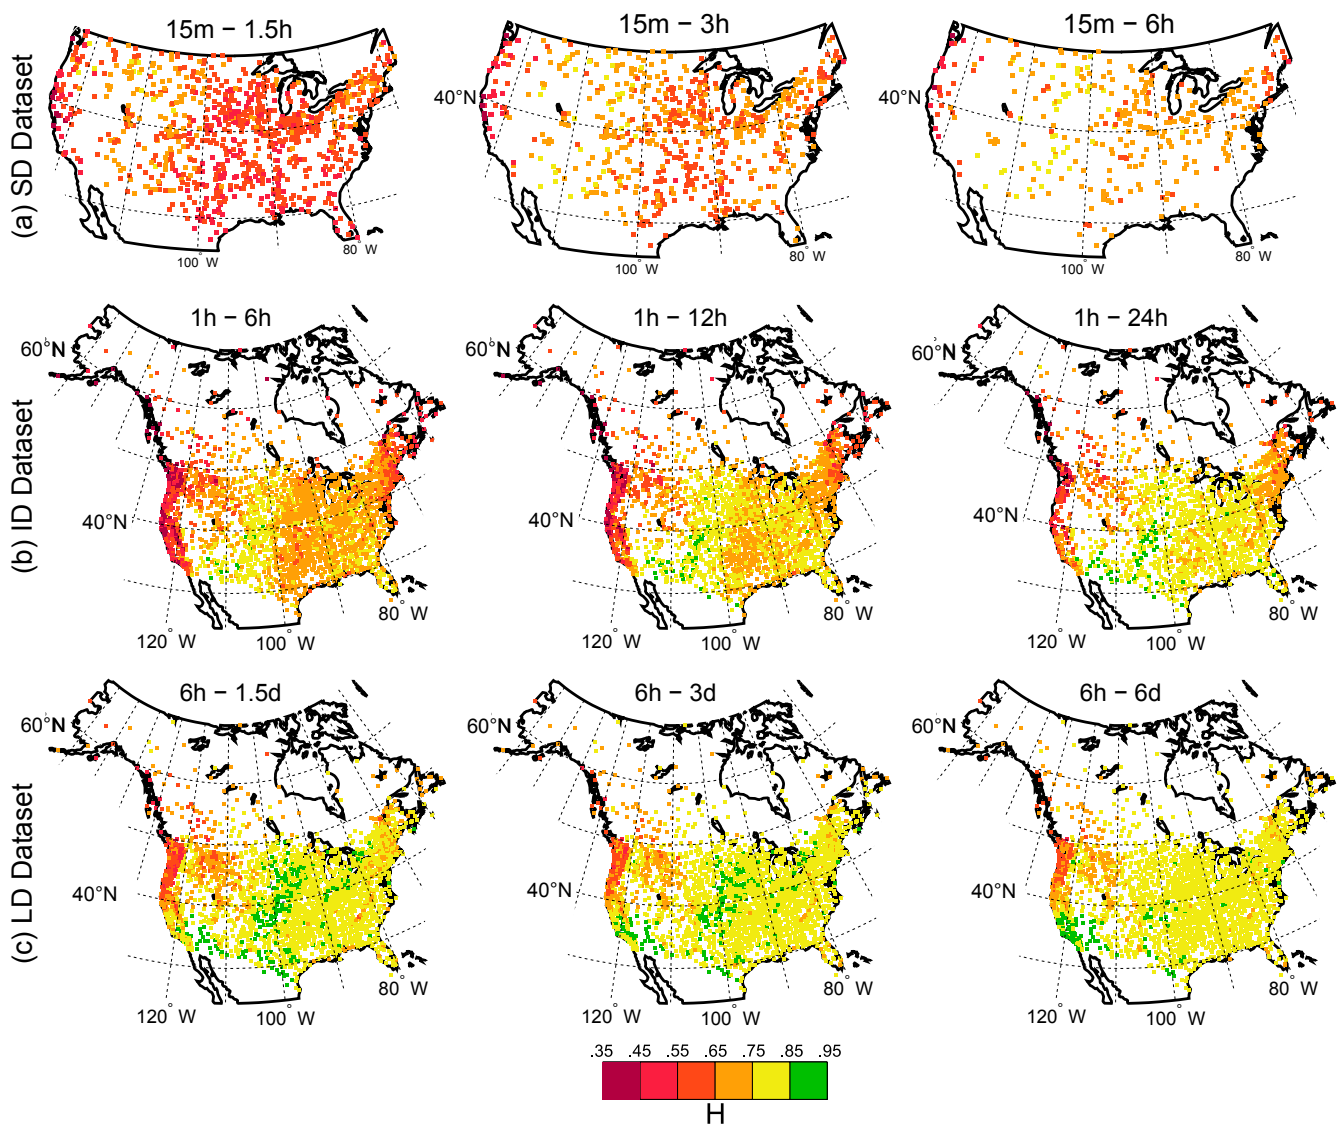 (a) SD Dataset
15m − 1.5h
15m − 3h
15m − 6h
40°N
40°N
100° W
80° W
100° W
80° W
100° W
80° W
(b) ID Dataset
1h − 6h
1h − 12h
1h − 24h
60°N
60°N
60°N
40°N
40°N
40°N
80° W
80° W
80° W
120° W
100° W
120° W
100° W
120° W
100° W
(c) LD Dataset
6h − 1.5d
6h − 3d
6h − 6d
60°N
60°N
60°N
40°N
40°N
40°N
80° W
80° W
80° W
120° W
100° W
120° W
100° W
120° W
100° W
.35 .45 .55 .65 .75 .85 .95
H